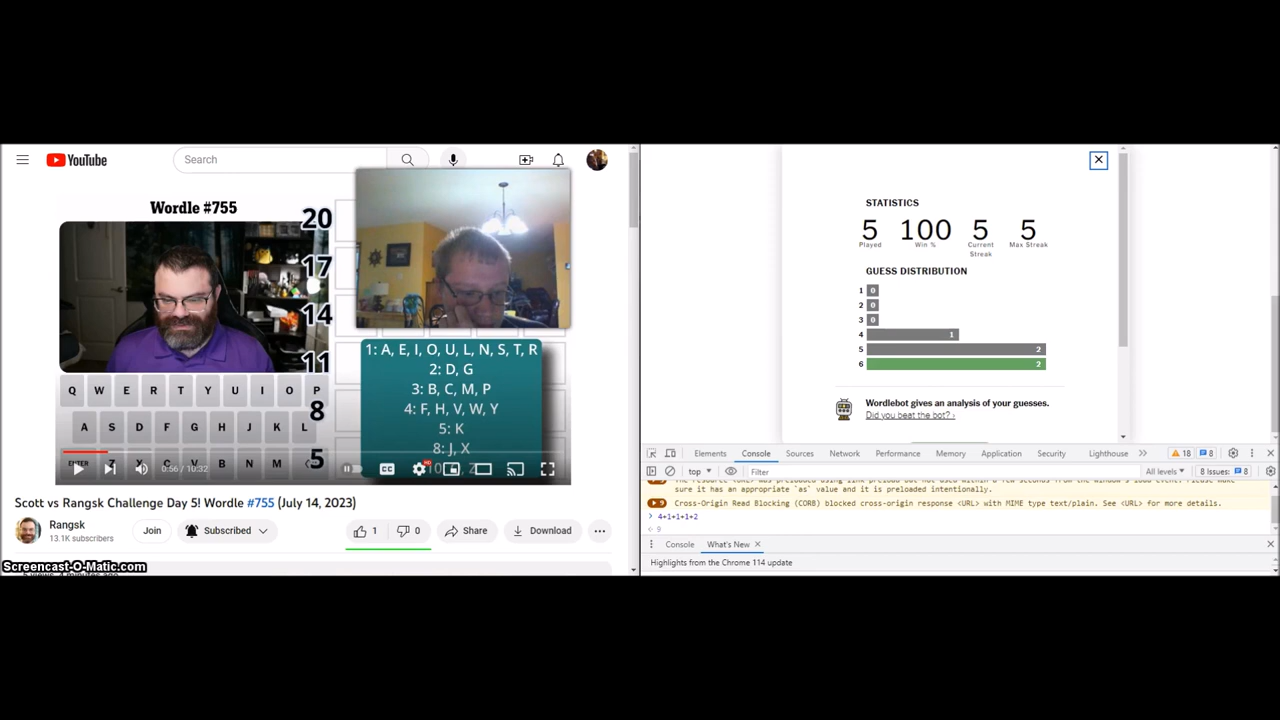 YouTube
Search
Wordle #755
20
17
14
11
8
5
1: A, E, I, O, U, L, N, S, T, R
2: D, G
3: B, C, M, P
4: F, H, V, W, Y
5: K
8: J, X
Q W E R T Y U I O P
A S D F G H J K L
ENTER Z X C V B N M
0:56 / 10:32
CC
HD
Scott vs Rangsk Challenge Day 5! Wordle #755 (July 14, 2023)
Rangsk
13.1K subscribers
Join
Subscribed
1
0
Share
Download
Screencast-O-Matic.com
STATISTICS
5 100 5 5
Played Win % Current Streak Max Streak
GUESS DISTRIBUTION
1 0
2 0
3 0
4 1
5 2
6 2
Wordlebot gives an analysis of your guesses.
Did you beat the bot? ›
Elements Console Sources Network Performance Memory Application Security Lighthouse 18 8
top Filter All levels 8 Issues: 8
sure it has an appropriate `as` value and it is preloaded intentionally.
9 Cross-Origin Read Blocking (CORB) blocked cross-origin response <URL> with MIME type text/plain. See <URL> for more details.
> 4+1+1+1+2
9
Console What's New
Highlights from the Chrome 114 update